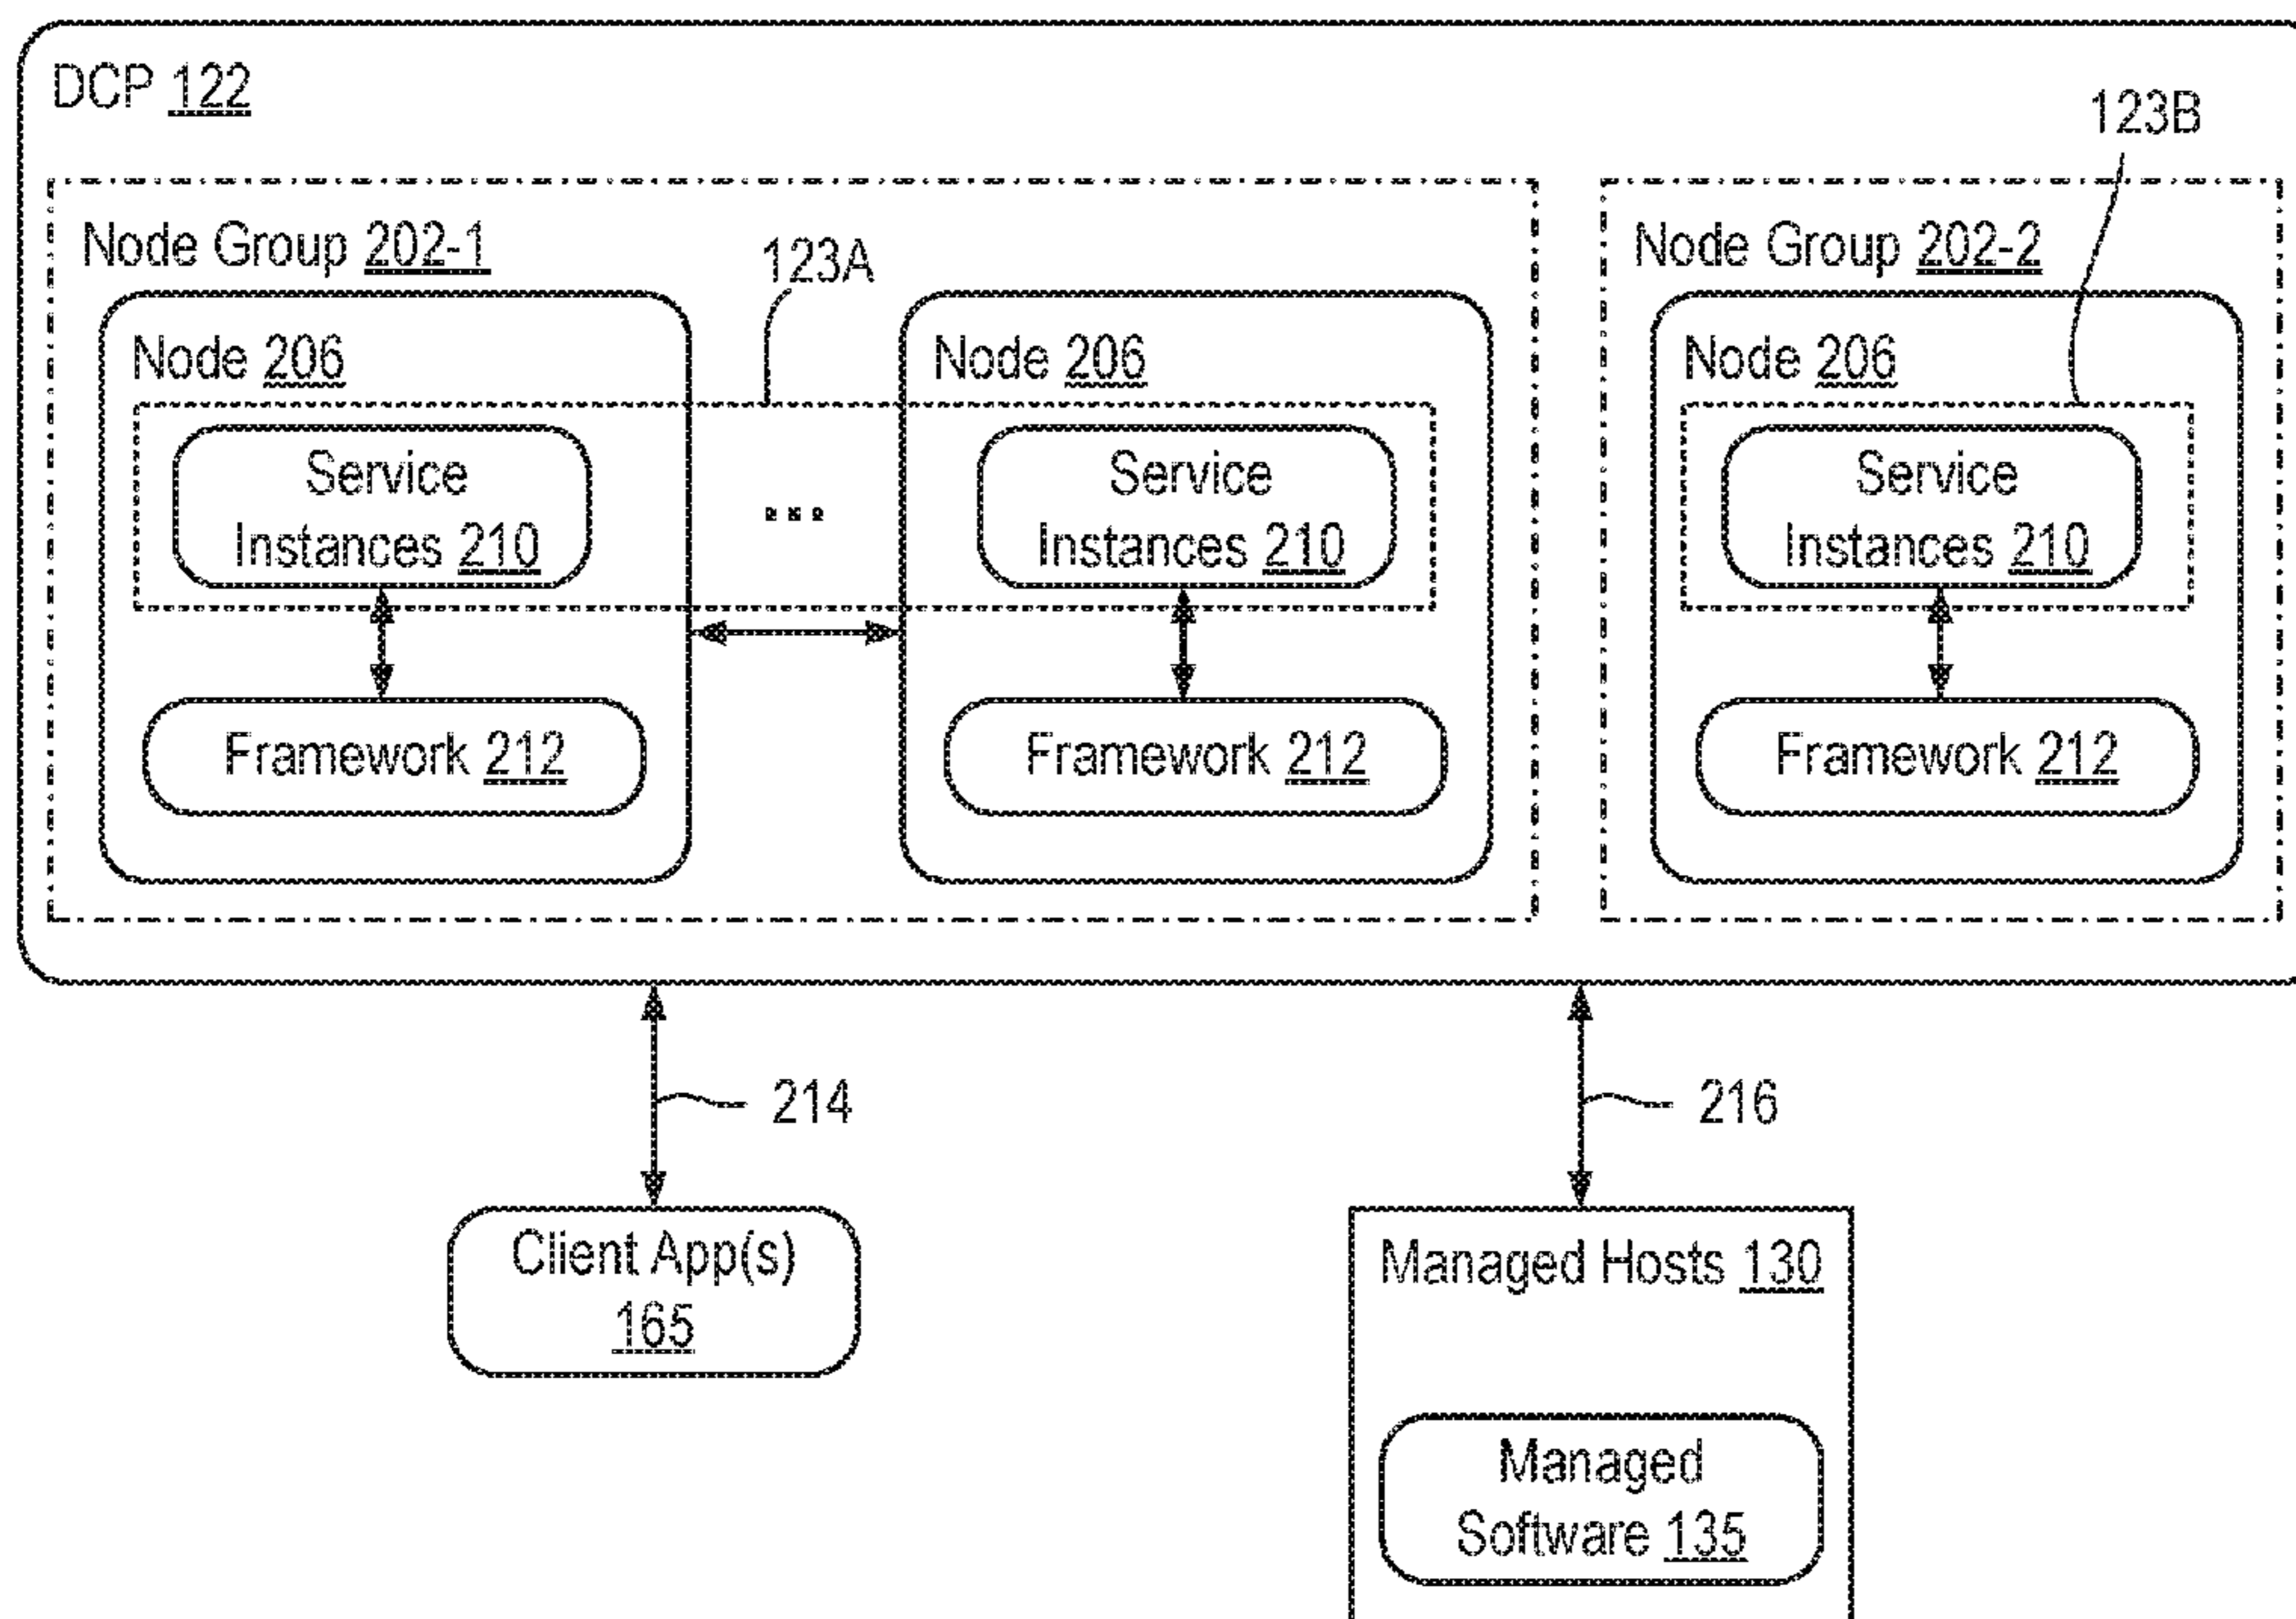 DCP 122
123B
Node Group 202-1
123A
Node Group 202-2
Node 206
Node 206
Node 206
Service
Instances 210
...
Service
Instances 210
Service
Instances 210
Framework 212
Framework 212
Framework 212
214
216
Client App(s)
165
Managed Hosts 130
Managed
Software 135